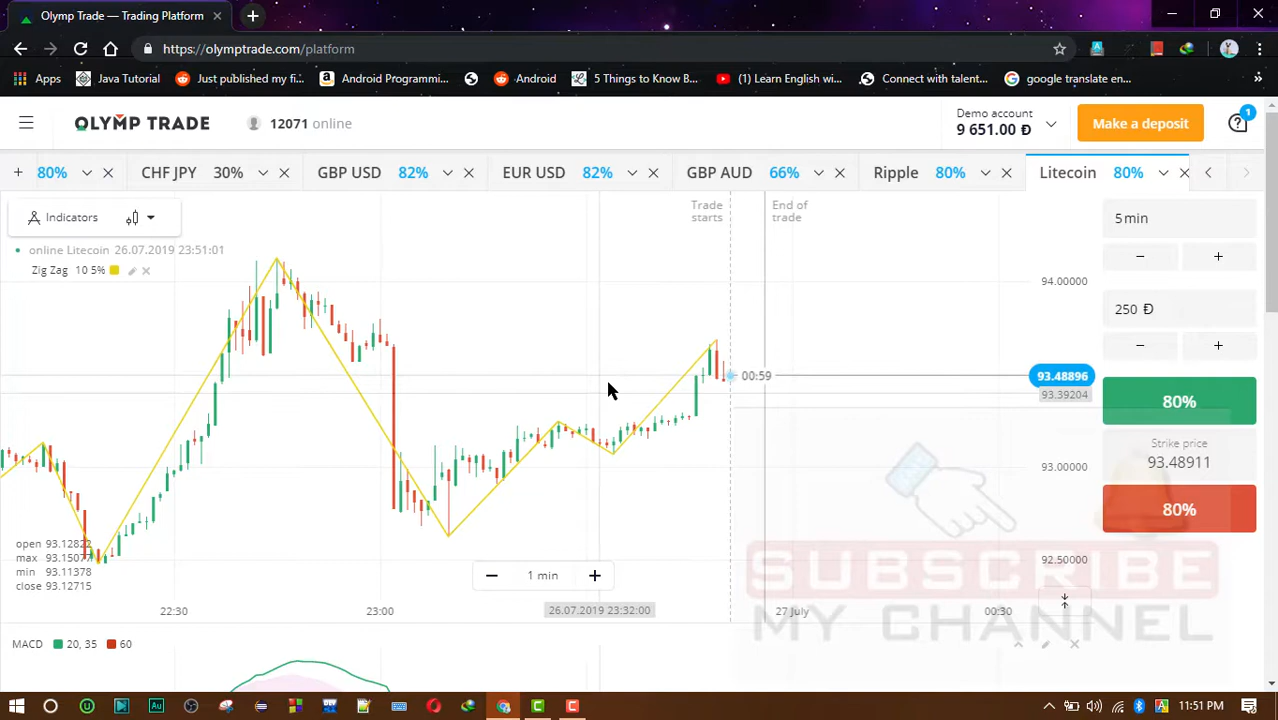 Olymp Trade — Trading Platform
https://olymptrade.com/platform
Apps Java Tutorial Just published my fi... Android Programmi... Android 5 Things to Know B... (1) Learn English wi... Connect with talent... google translate en... »
OLYMP TRADE 12071 online
Demo account
9 651.00 Đ
Make a deposit
1
80% CHF JPY 30% GBP USD 82% EUR USD 82% GBP AUD 66% Ripple 80% Litecoin 80%
Indicators
Trade starts
End of trade
5 min
online Litecoin 26.07.2019 23:51:01
Zig Zag 10 5%
94.00000
250 Đ
00:59
93.48896
93.39204
80%
Strike price
93.48911
93.00000
80%
open 93.12822
max 93.15077
min 93.11378
close 93.12715
92.50000
1 min
22:30 23:00 26.07.2019 23:32:00 27 July 00:30
SUBSCRIBE
MY CHANNEL
MACD 20, 35 60
11:51 PM